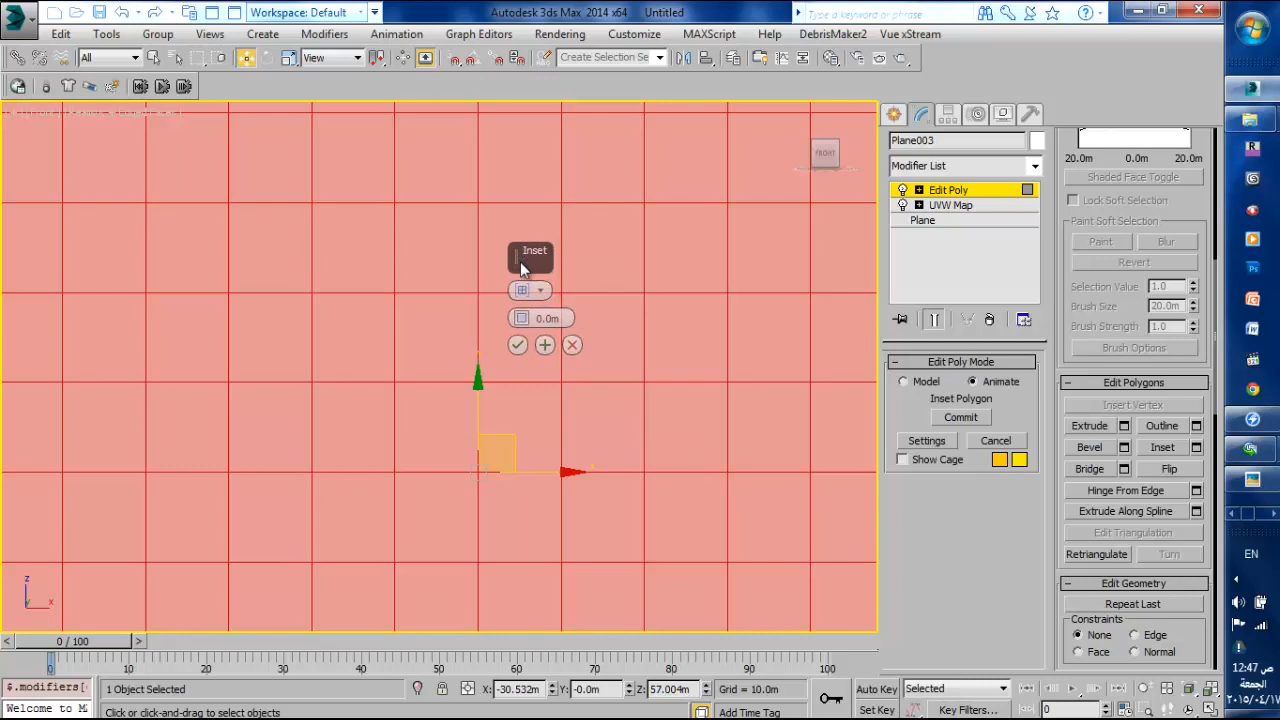 Workspace: Default
Autodesk 3ds Max 2014 x64 Untitled
Type a keyword or phrase
Edit Tools Group Views Create Modifiers Animation Graph Editors Rendering Customize MAXScript Help DebrisMaker2 Vue xStream
All
View
Create Selection Se
FRONT
Inset
0.0m
z
x
Plane003
Modifier List
Edit Poly
UVW Map
Plane
Edit Poly Mode
Model Animate
Inset Polygon
Commit
Settings Cancel
Show Cage
20.0m 0.0m 20.0m
Shaded Face Toggle
Lock Soft Selection
Paint Soft Selection
Paint Blur
Revert
Selection Value 1.0
Brush Size 20.0m
Brush Strength 1.0
Brush Options
Edit Polygons
Insert Vertex
Extrude Outline
Bevel Inset
Bridge Flip
Hinge From Edge
Extrude Along Spline
Edit Triangulation
Retriangulate Turn
Edit Geometry
Repeat Last
Constraints
None Edge
Face Normal
0 / 100
0 10 20 30 40 50 60 70 80 90 100
$.modifiers[
Welcome to M
1 Object Selected
X: -30.532m Y: -0.0m Z: 57.004m Grid = 10.0m
Click or click-and-drag to select objects
Add Time Tag
Auto Key Selected
Set Key Key Filters...
0
EN
12:47 ص
الجمعة
٢٠١٥/٠٤/١٧